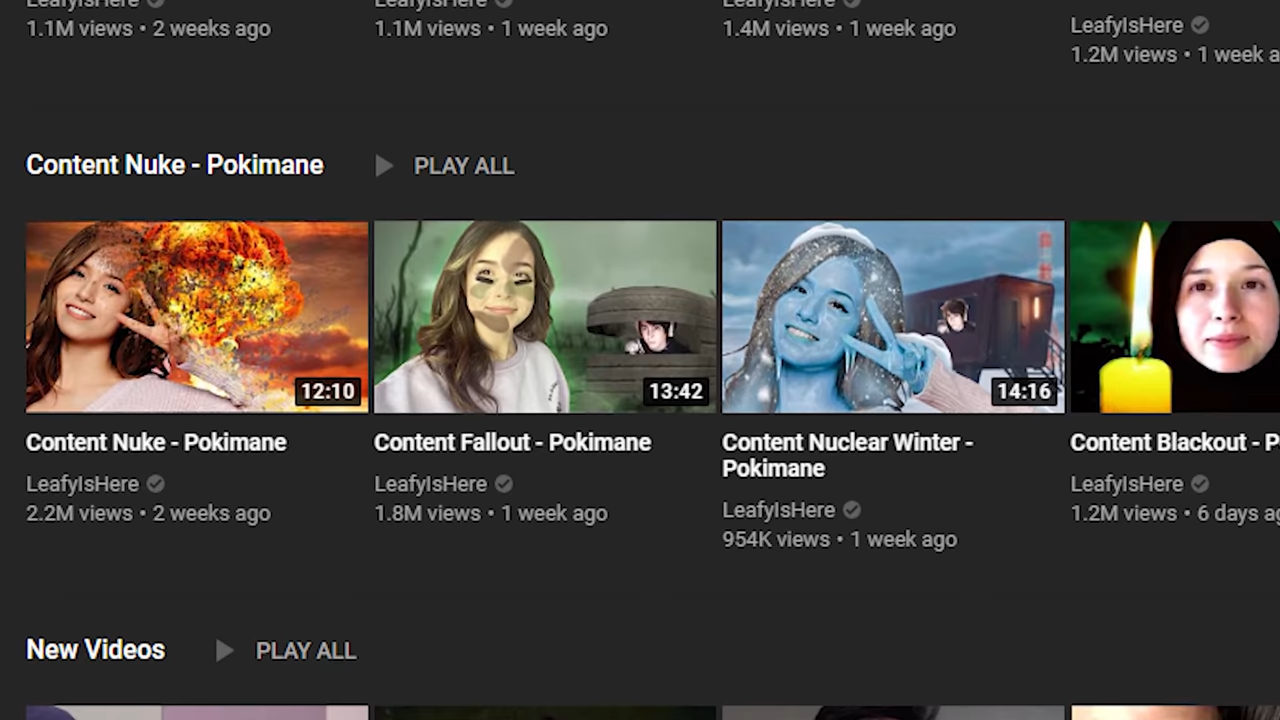 LeafyIsHere
LeafyIsHere
LeafyIsHere
LeafyIsHere
1.1M views • 2 weeks ago
1.1M views • 1 week ago
1.4M views • 1 week ago
1.2M views • 1 week a
Content Nuke - Pokimane
PLAY ALL
12:10
13:42
14:16
Content Nuke - Pokimane
Content Fallout - Pokimane
Content Nuclear Winter -
Pokimane
Content Blackout - P
LeafyIsHere
LeafyIsHere
LeafyIsHere
LeafyIsHere
2.2M views • 2 weeks ago
1.8M views • 1 week ago
954K views • 1 week ago
1.2M views • 6 days ag
New Videos
PLAY ALL